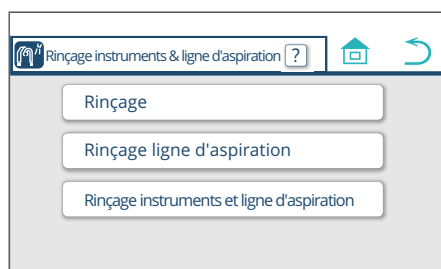 Rinçage instruments & ligne d'aspiration ?
Rinçage
Rinçage ligne d'aspiration
Rinçage instruments et ligne d'aspiration